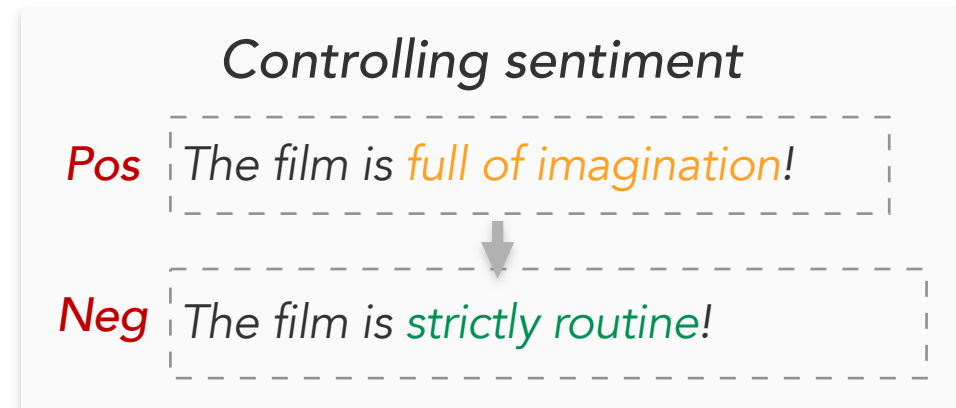 Controlling sentiment
Pos The film is full of imagination!
Neg The film is strictly routine!